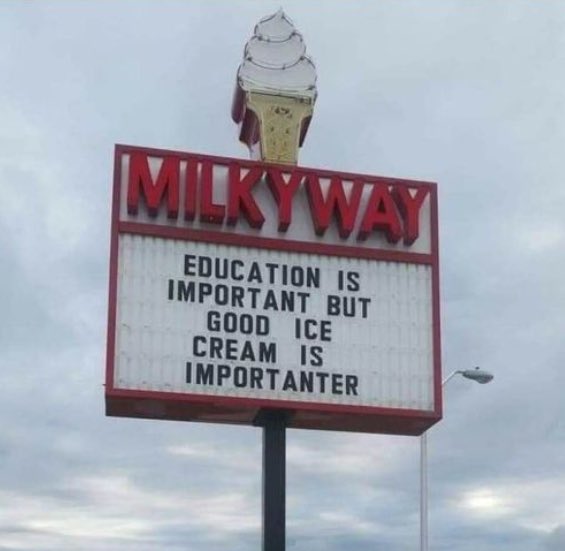 MILKYWAY
EDUCATION IS
IMPORTANT BUT
GOOD ICE
CREAM IS
IMPORTANTER